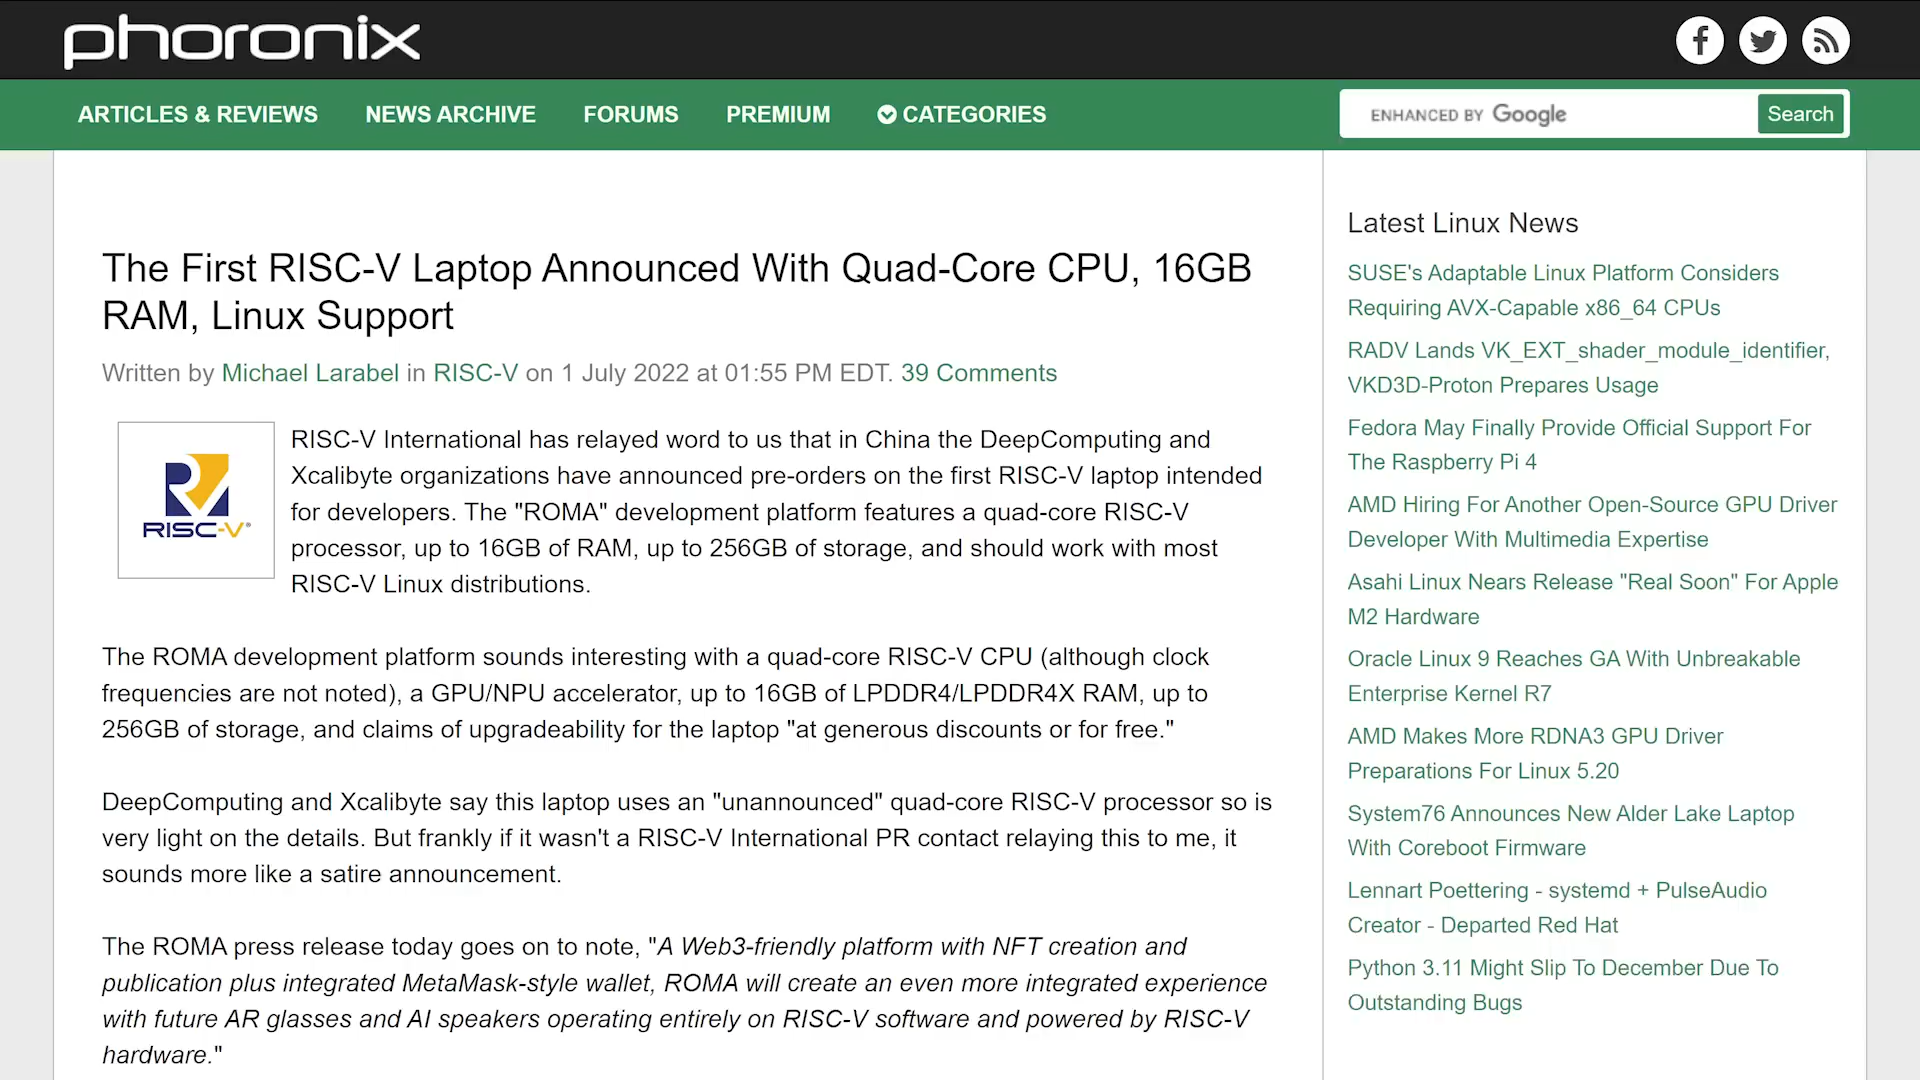 phoronix
ARTICLES & REVIEWS NEWS ARCHIVE FORUMS PREMIUM CATEGORIES ENHANCED BY Google Search
The First RISC-V Laptop Announced With Quad-Core CPU, 16GB
RAM, Linux Support
Written by Michael Larabel in RISC-V on 1 July 2022 at 01:55 PM EDT. 39 Comments
RISC-V®
RISC-V International has relayed word to us that in China the DeepComputing and
Xcalibyte organizations have announced pre-orders on the first RISC-V laptop intended
for developers. The "ROMA" development platform features a quad-core RISC-V
processor, up to 16GB of RAM, up to 256GB of storage, and should work with most
RISC-V Linux distributions.
The ROMA development platform sounds interesting with a quad-core RISC-V CPU (although clock
frequencies are not noted), a GPU/NPU accelerator, up to 16GB of LPDDR4/LPDDR4X RAM, up to
256GB of storage, and claims of upgradeability for the laptop "at generous discounts or for free."
DeepComputing and Xcalibyte say this laptop uses an "unannounced" quad-core RISC-V processor so is
very light on the details. But frankly if it wasn't a RISC-V International PR contact relaying this to me, it
sounds more like a satire announcement.
The ROMA press release today goes on to note, "A Web3-friendly platform with NFT creation and
publication plus integrated MetaMask-style wallet, ROMA will create an even more integrated experience
with future AR glasses and AI speakers operating entirely on RISC-V software and powered by RISC-V
hardware."
Latest Linux News
SUSE's Adaptable Linux Platform Considers
Requiring AVX-Capable x86_64 CPUs
RADV Lands VK_EXT_shader_module_identifier,
VKD3D-Proton Prepares Usage
Fedora May Finally Provide Official Support For
The Raspberry Pi 4
AMD Hiring For Another Open-Source GPU Driver
Developer With Multimedia Expertise
Asahi Linux Nears Release "Real Soon" For Apple
M2 Hardware
Oracle Linux 9 Reaches GA With Unbreakable
Enterprise Kernel R7
AMD Makes More RDNA3 GPU Driver
Preparations For Linux 5.20
System76 Announces New Alder Lake Laptop
With Coreboot Firmware
Lennart Poettering - systemd + PulseAudio
Creator - Departed Red Hat
Python 3.11 Might Slip To December Due To
Outstanding Bugs